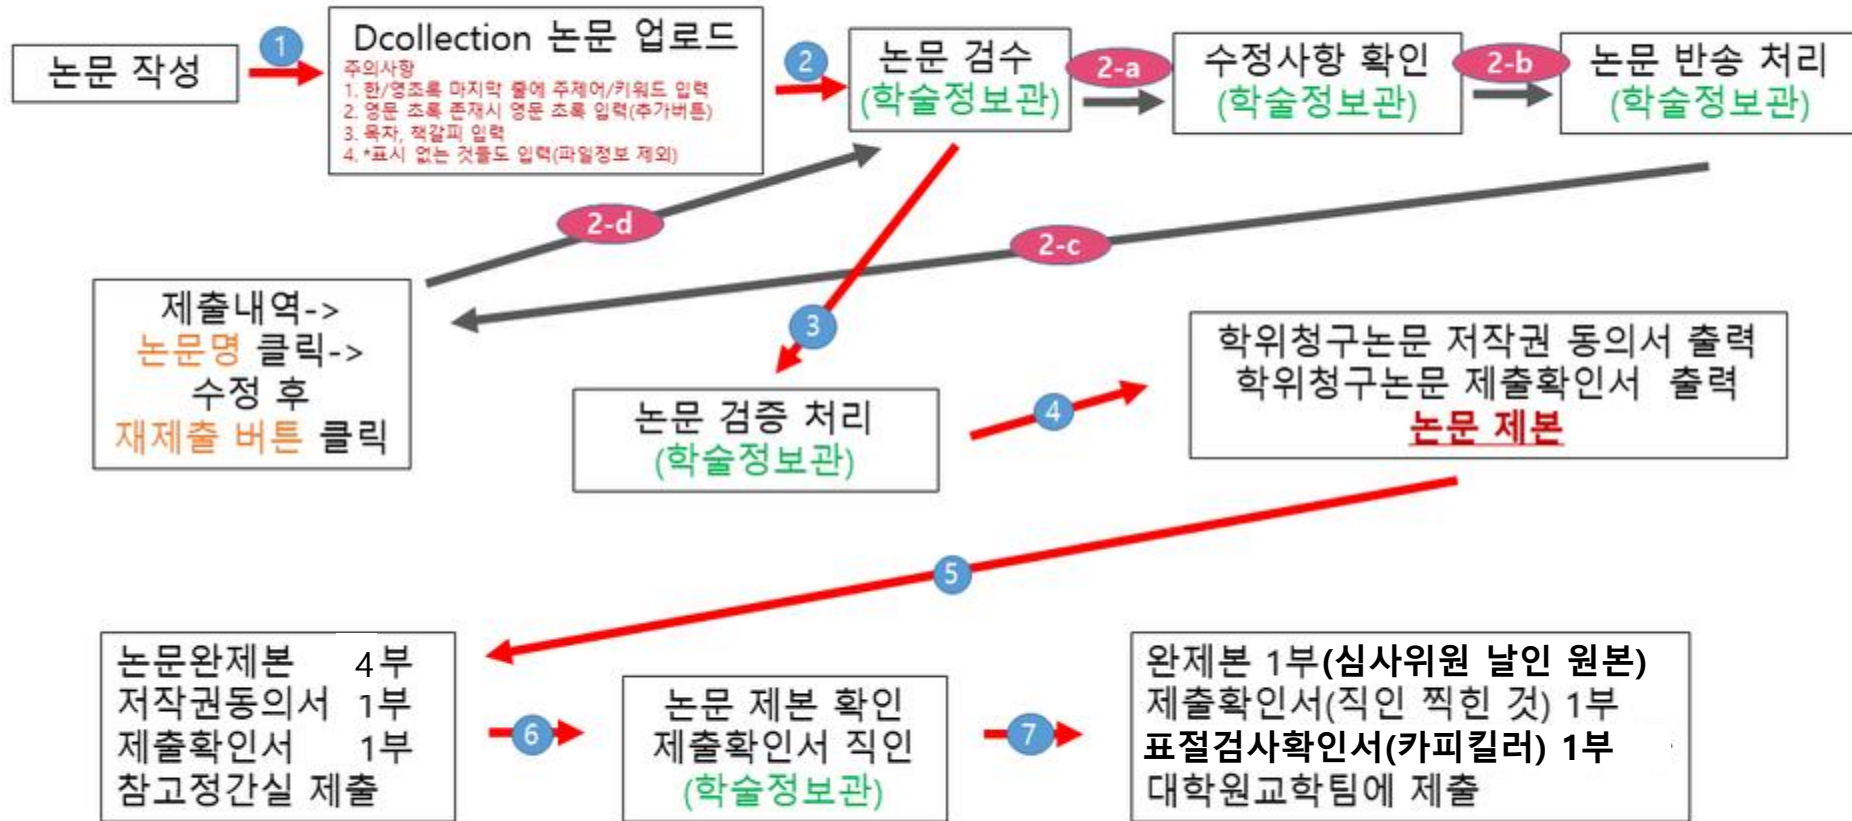 논문 작성
1
Dcollection 논문 업로드
주의사항
1. 한/영초록 마지막 줄에 주제어/키워드 입력
2. 영문 초록 존재시 영문 초록 입력(추가버튼)
3. 목차, 책갈피 입력
4. *표시 없는 것들도 입력(파일정보 제외)
2
논문 검수
(학술정보관)
2-a
수정사항 확인
(학술정보관)
2-b
논문 반송 처리
(학술정보관)
2-c
제출내역->
논문명 클릭->
수정 후
재제출 버튼 클릭
2-d
3
논문 검증 처리
(학술정보관)
4
학위청구논문 저작권 동의서 출력
학위청구논문 제출확인서 출력
논문 제본
5
논문완제본 4부
저작권동의서 1부
제출확인서 1부
참고정간실 제출
6
논문 제본 확인
제출확인서 직인
(학술정보관)
7
완제본 1부(심사위원 날인 원본)
제출확인서(직인 찍힌 것) 1부
표절검사확인서(카피킬러) 1부
대학원교학팀에 제출